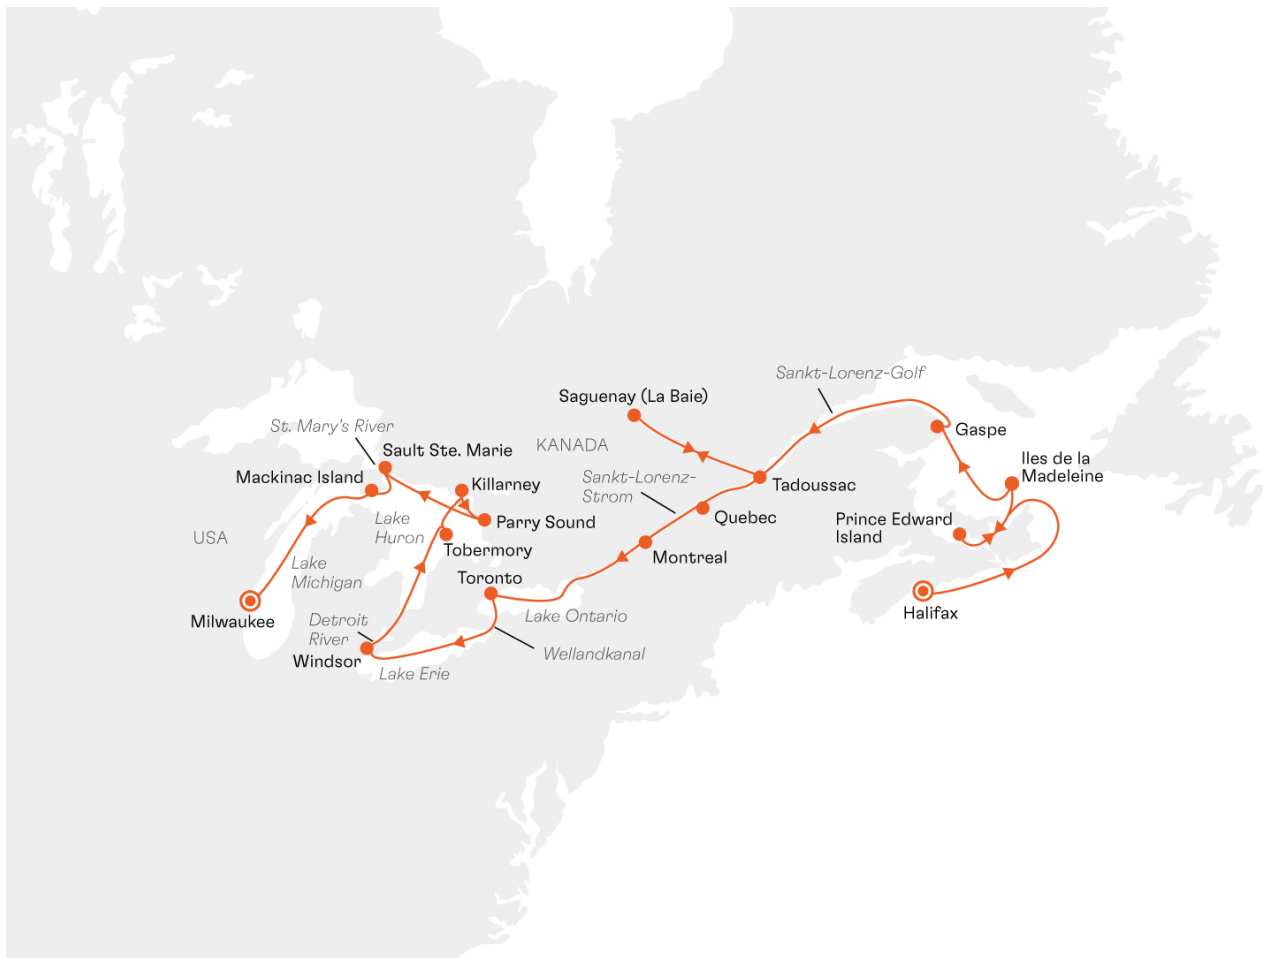 Sankt-Lorenz-Golf
Saguenay (La Baie)
St. Mary's River
KANADA
Gaspe
Sault Ste. Marie
Iles de la
Madeleine
Mackinac Island
Killarney
Sankt-Lorenz-
Strom
Tadoussac
Lake
Huron
Parry Sound
Quebec
Prince Edward
Island
USA
Tobermory
Montreal
Lake
Michigan
Toronto
Lake Ontario
Halifax
Milwaukee
Detroit
River
Wellandkanal
Windsor
Lake Erie